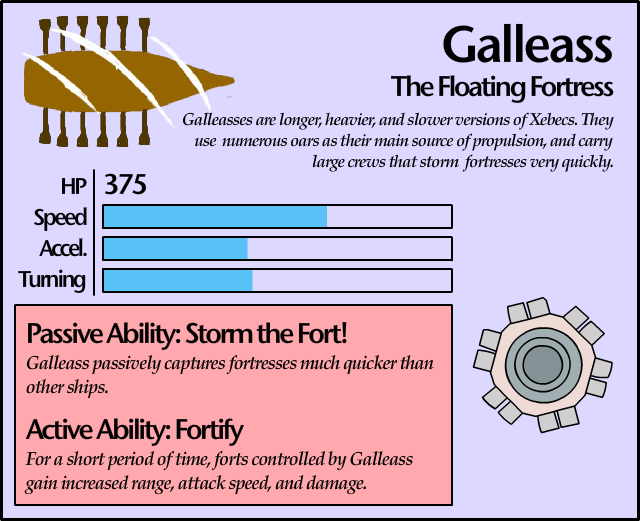 Galleass
The Floating Fortress
Galleasses are longer, heavier, and slower versions of Xebecs. They
use numerous oars as their main source of propulsion, and carry
large crews that storm fortresses very quickly.
HP 375
Speed
Accel.
Turning
Passive Ability: Storm the Fort!
Galleass passively captures fortresses much quicker than
other ships.
Active Ability: Fortify
For a short period of time, forts controlled by Galleass
gain increased range, attack speed, and damage.